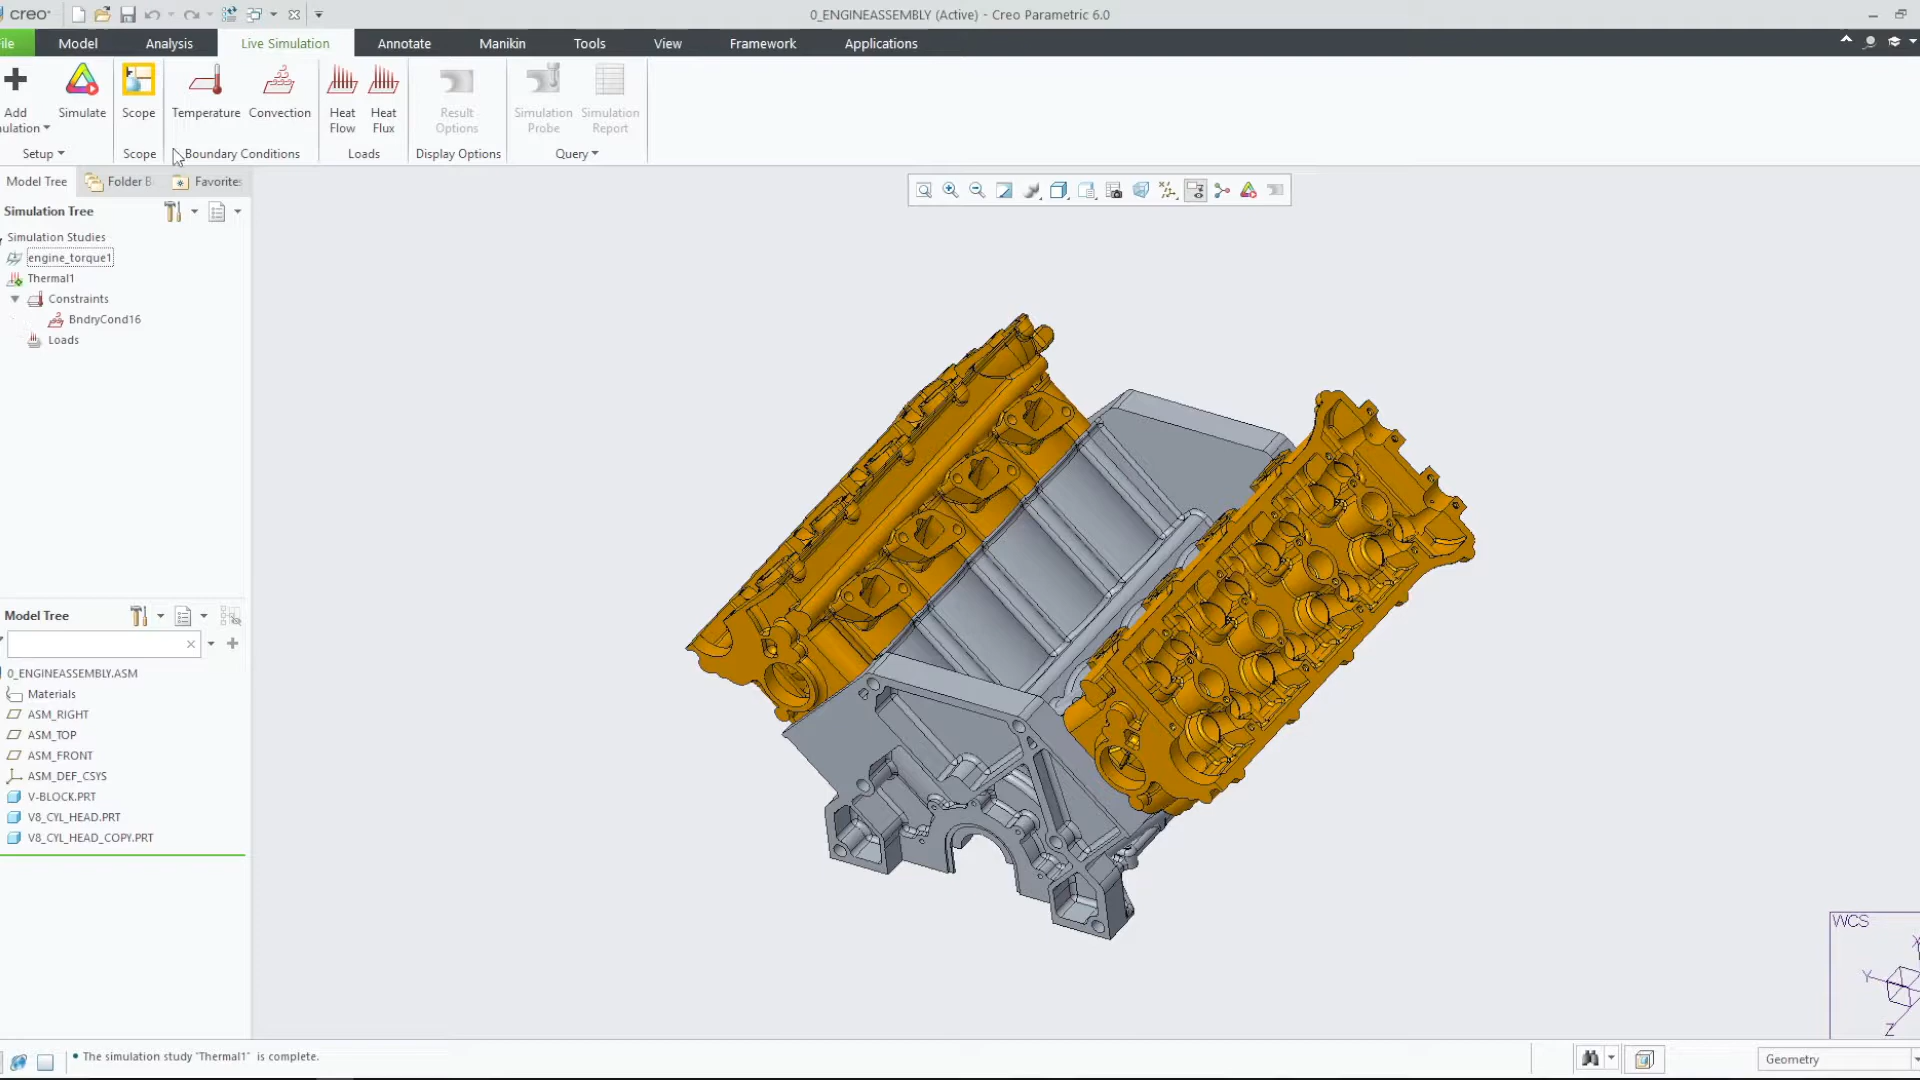 creo
0_ENGINEASSEMBLY (Active) - Creo Parametric 6.0
ile Model Analysis Live Simulation Annotate Manikin Tools View Framework Applications
Add
ulation
Simulate
Scope
Temperature
Convection
Heat
Flow
Heat
Flux
Result
Options
Simulation
Probe
Simulation
Report
Setup Scope Boundary Conditions Loads Display Options Query
Model Tree Folder B Favorites
Simulation Tree
Simulation Studies
engine_torque1
Thermal1
Constraints
BndryCond16
Loads
Model Tree
0_ENGINEASSEMBLY.ASM
Materials
ASM_RIGHT
ASM_TOP
ASM_FRONT
ASM_DEF_CSYS
V-BLOCK.PRT
V8_CYL_HEAD.PRT
V8_CYL_HEAD_COPY.PRT
WCS
X
Y
Z
• The simulation study "Thermal1" is complete.
Geometry